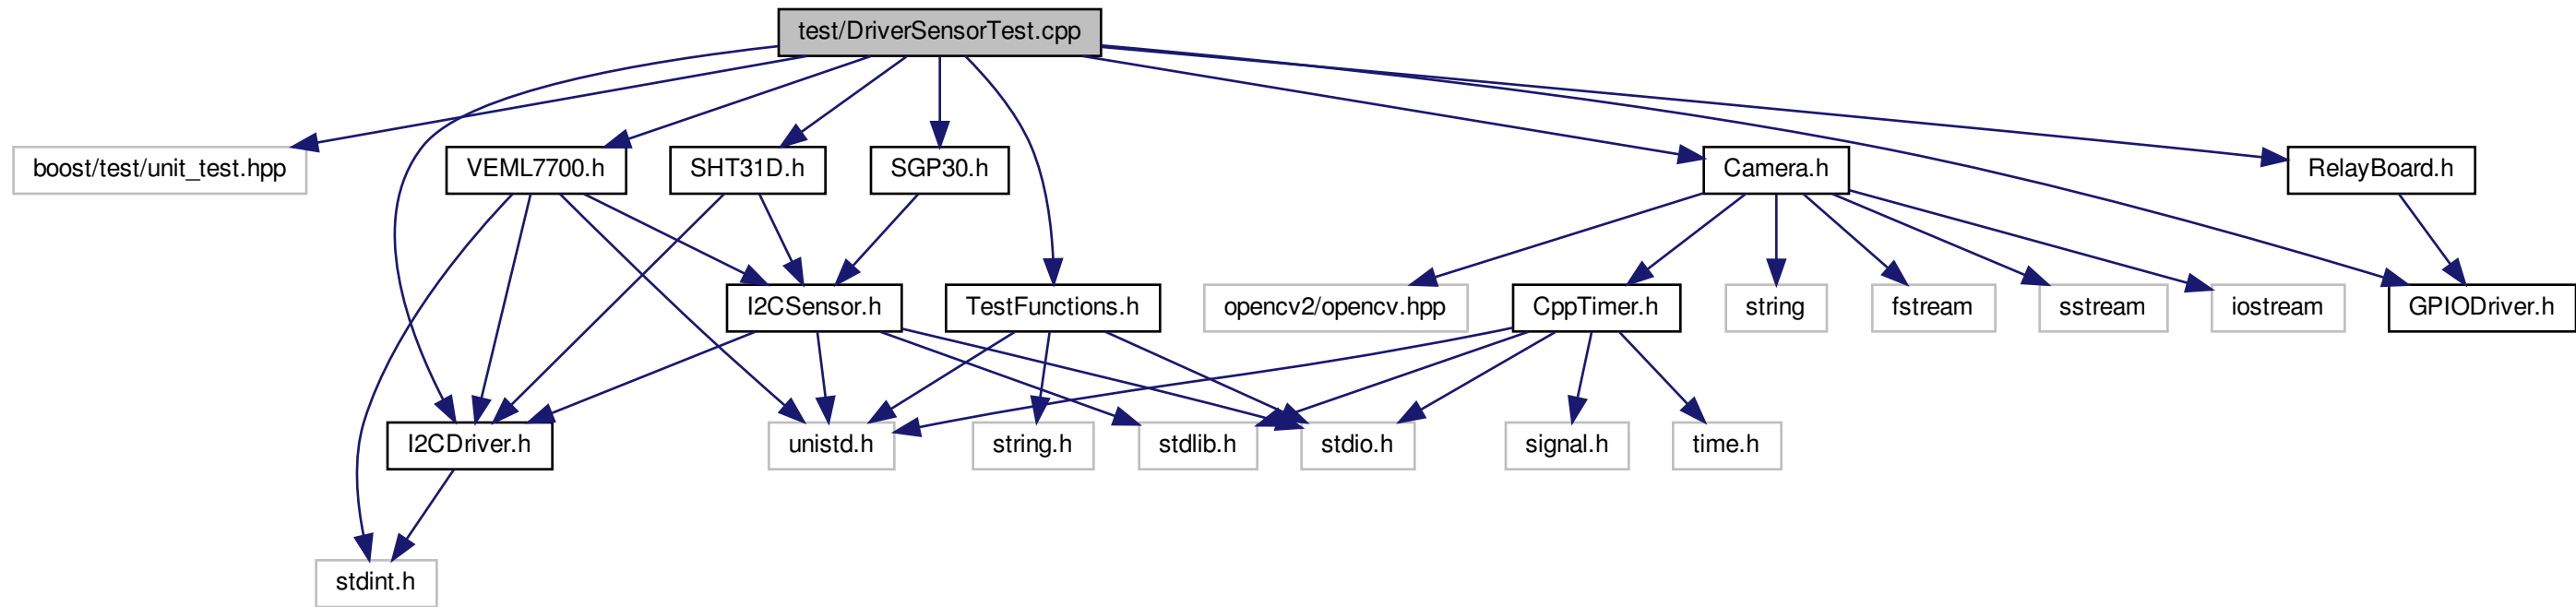 test/DriverSensorTest.cpp
boost/test/unit_test.hpp
VEML7700.h
SHT31D.h
SGP30.h
Camera.h
RelayBoard.h
I2CSensor.h
TestFunctions.h
opencv2/opencv.hpp
CppTimer.h
string
fstream
sstream
iostream
GPIODriver.h
I2CDriver.h
unistd.h
string.h
stdlib.h
stdio.h
signal.h
time.h
stdint.h